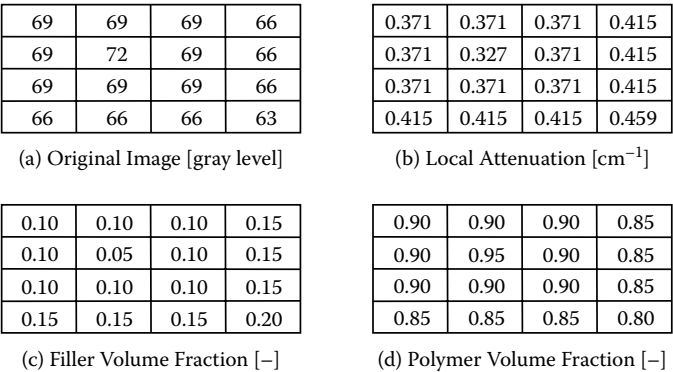 69 69 69 66
69 72 69 66
69 69 69 66
66 66 66 63
(a) Original Image [gray level]
0.371 0.371 0.371 0.415
0.371 0.327 0.371 0.415
0.371 0.371 0.371 0.415
0.415 0.415 0.415 0.459
(b) Local Attenuation [cm⁻¹]
0.10 0.10 0.10 0.15
0.10 0.05 0.10 0.15
0.10 0.10 0.10 0.15
0.15 0.15 0.15 0.20
(c) Filler Volume Fraction [–]
0.90 0.90 0.90 0.85
0.90 0.95 0.90 0.85
0.90 0.90 0.90 0.85
0.85 0.85 0.85 0.80
(d) Polymer Volume Fraction [–]